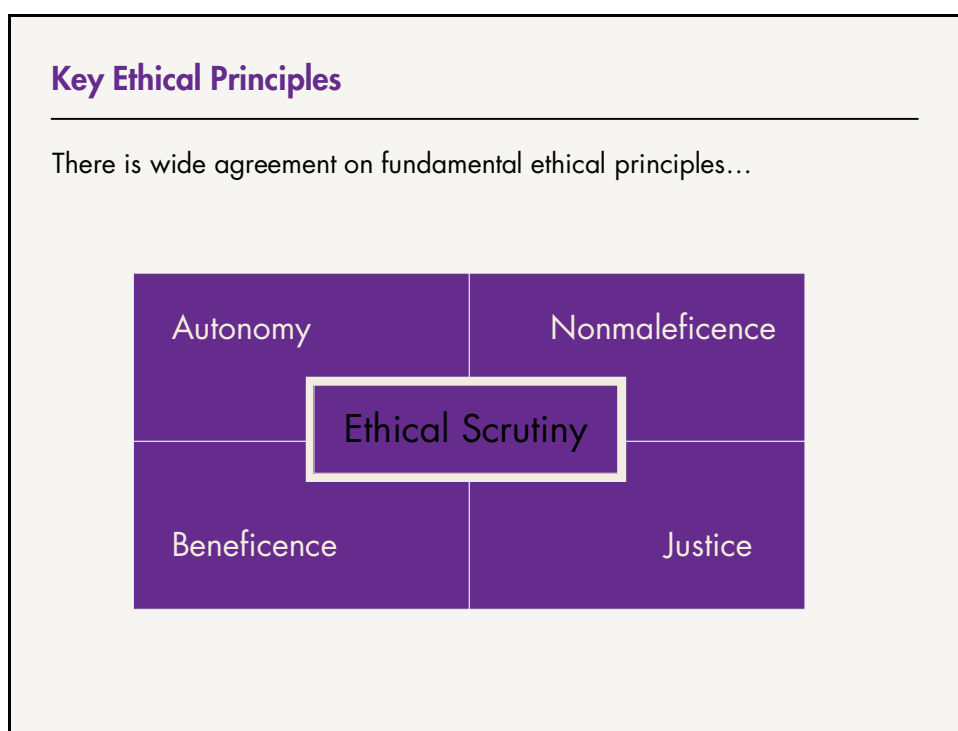 Key Ethical Principles
There is wide agreement on fundamental ethical principles…
Autonomy
Nonmaleficence
Ethical Scrutiny
Beneficence
Justice